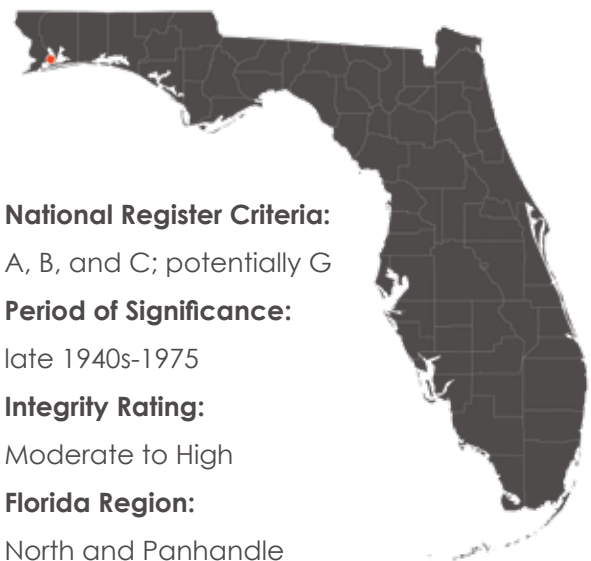 National Register Criteria:
A, B, and C; potentially G
Period of Significance:
late 1940s-1975
Integrity Rating:
Moderate to High
Florida Region:
North and Panhandle